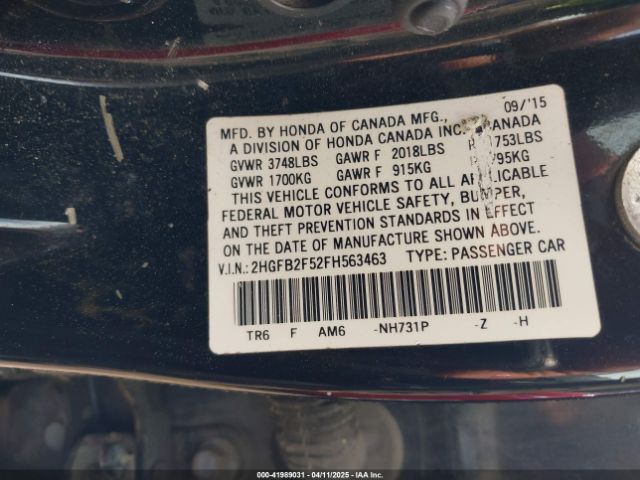 09/'15
MFD. BY HONDA OF CANADA MFG.,
A DIVISION OF HONDA CANADA INC. CANADA
GVWR 3748LBS GAWR F 2018LBS R 1753LBS
GVWR 1700KG GAWR F 915KG 795KG
THIS VEHICLE CONFORMS TO ALL APPLICABLE
FEDERAL MOTOR VEHICLE SAFETY, BUMPER,
AND THEFT PREVENTION STANDARDS IN EFFECT
ON THE DATE OF MANUFACTURE SHOWN ABOVE.
V.I.N.: 2HGFB2F52FH563463 TYPE: PASSENGER CAR
TR6 F AM6 -NH731P -Z -H
000-41989031 - 04/11/2025 - IAA, Inc.